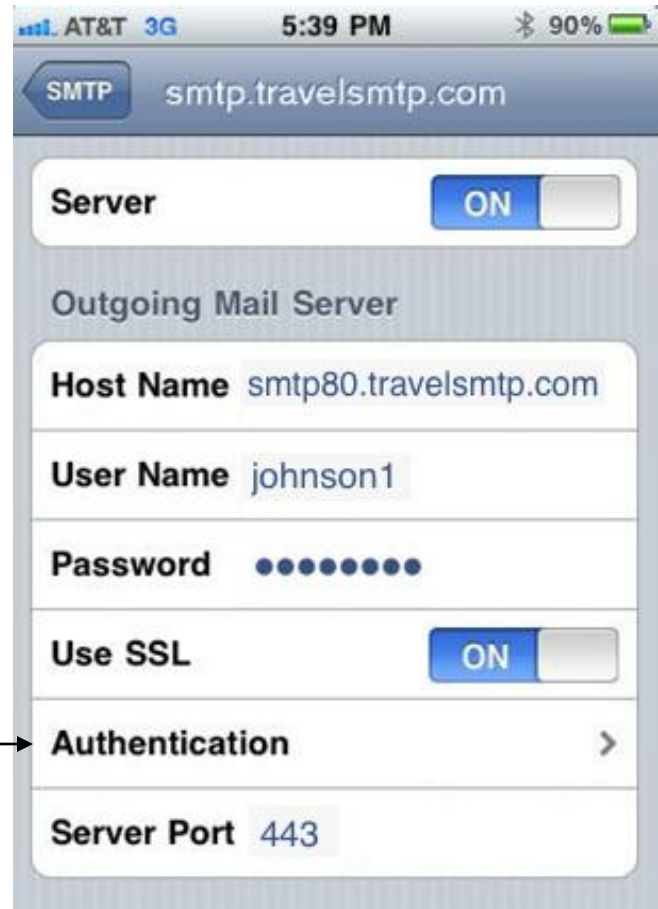 AT&T 3G 5:39 PM 90%
SMTP smtp.travelsmtp.com
Server ON
Outgoing Mail Server
Host Name smtp80.travelsmtp.com
User Name johnson1
Password ••••••••
Use SSL ON
Authentication >
Server Port 443